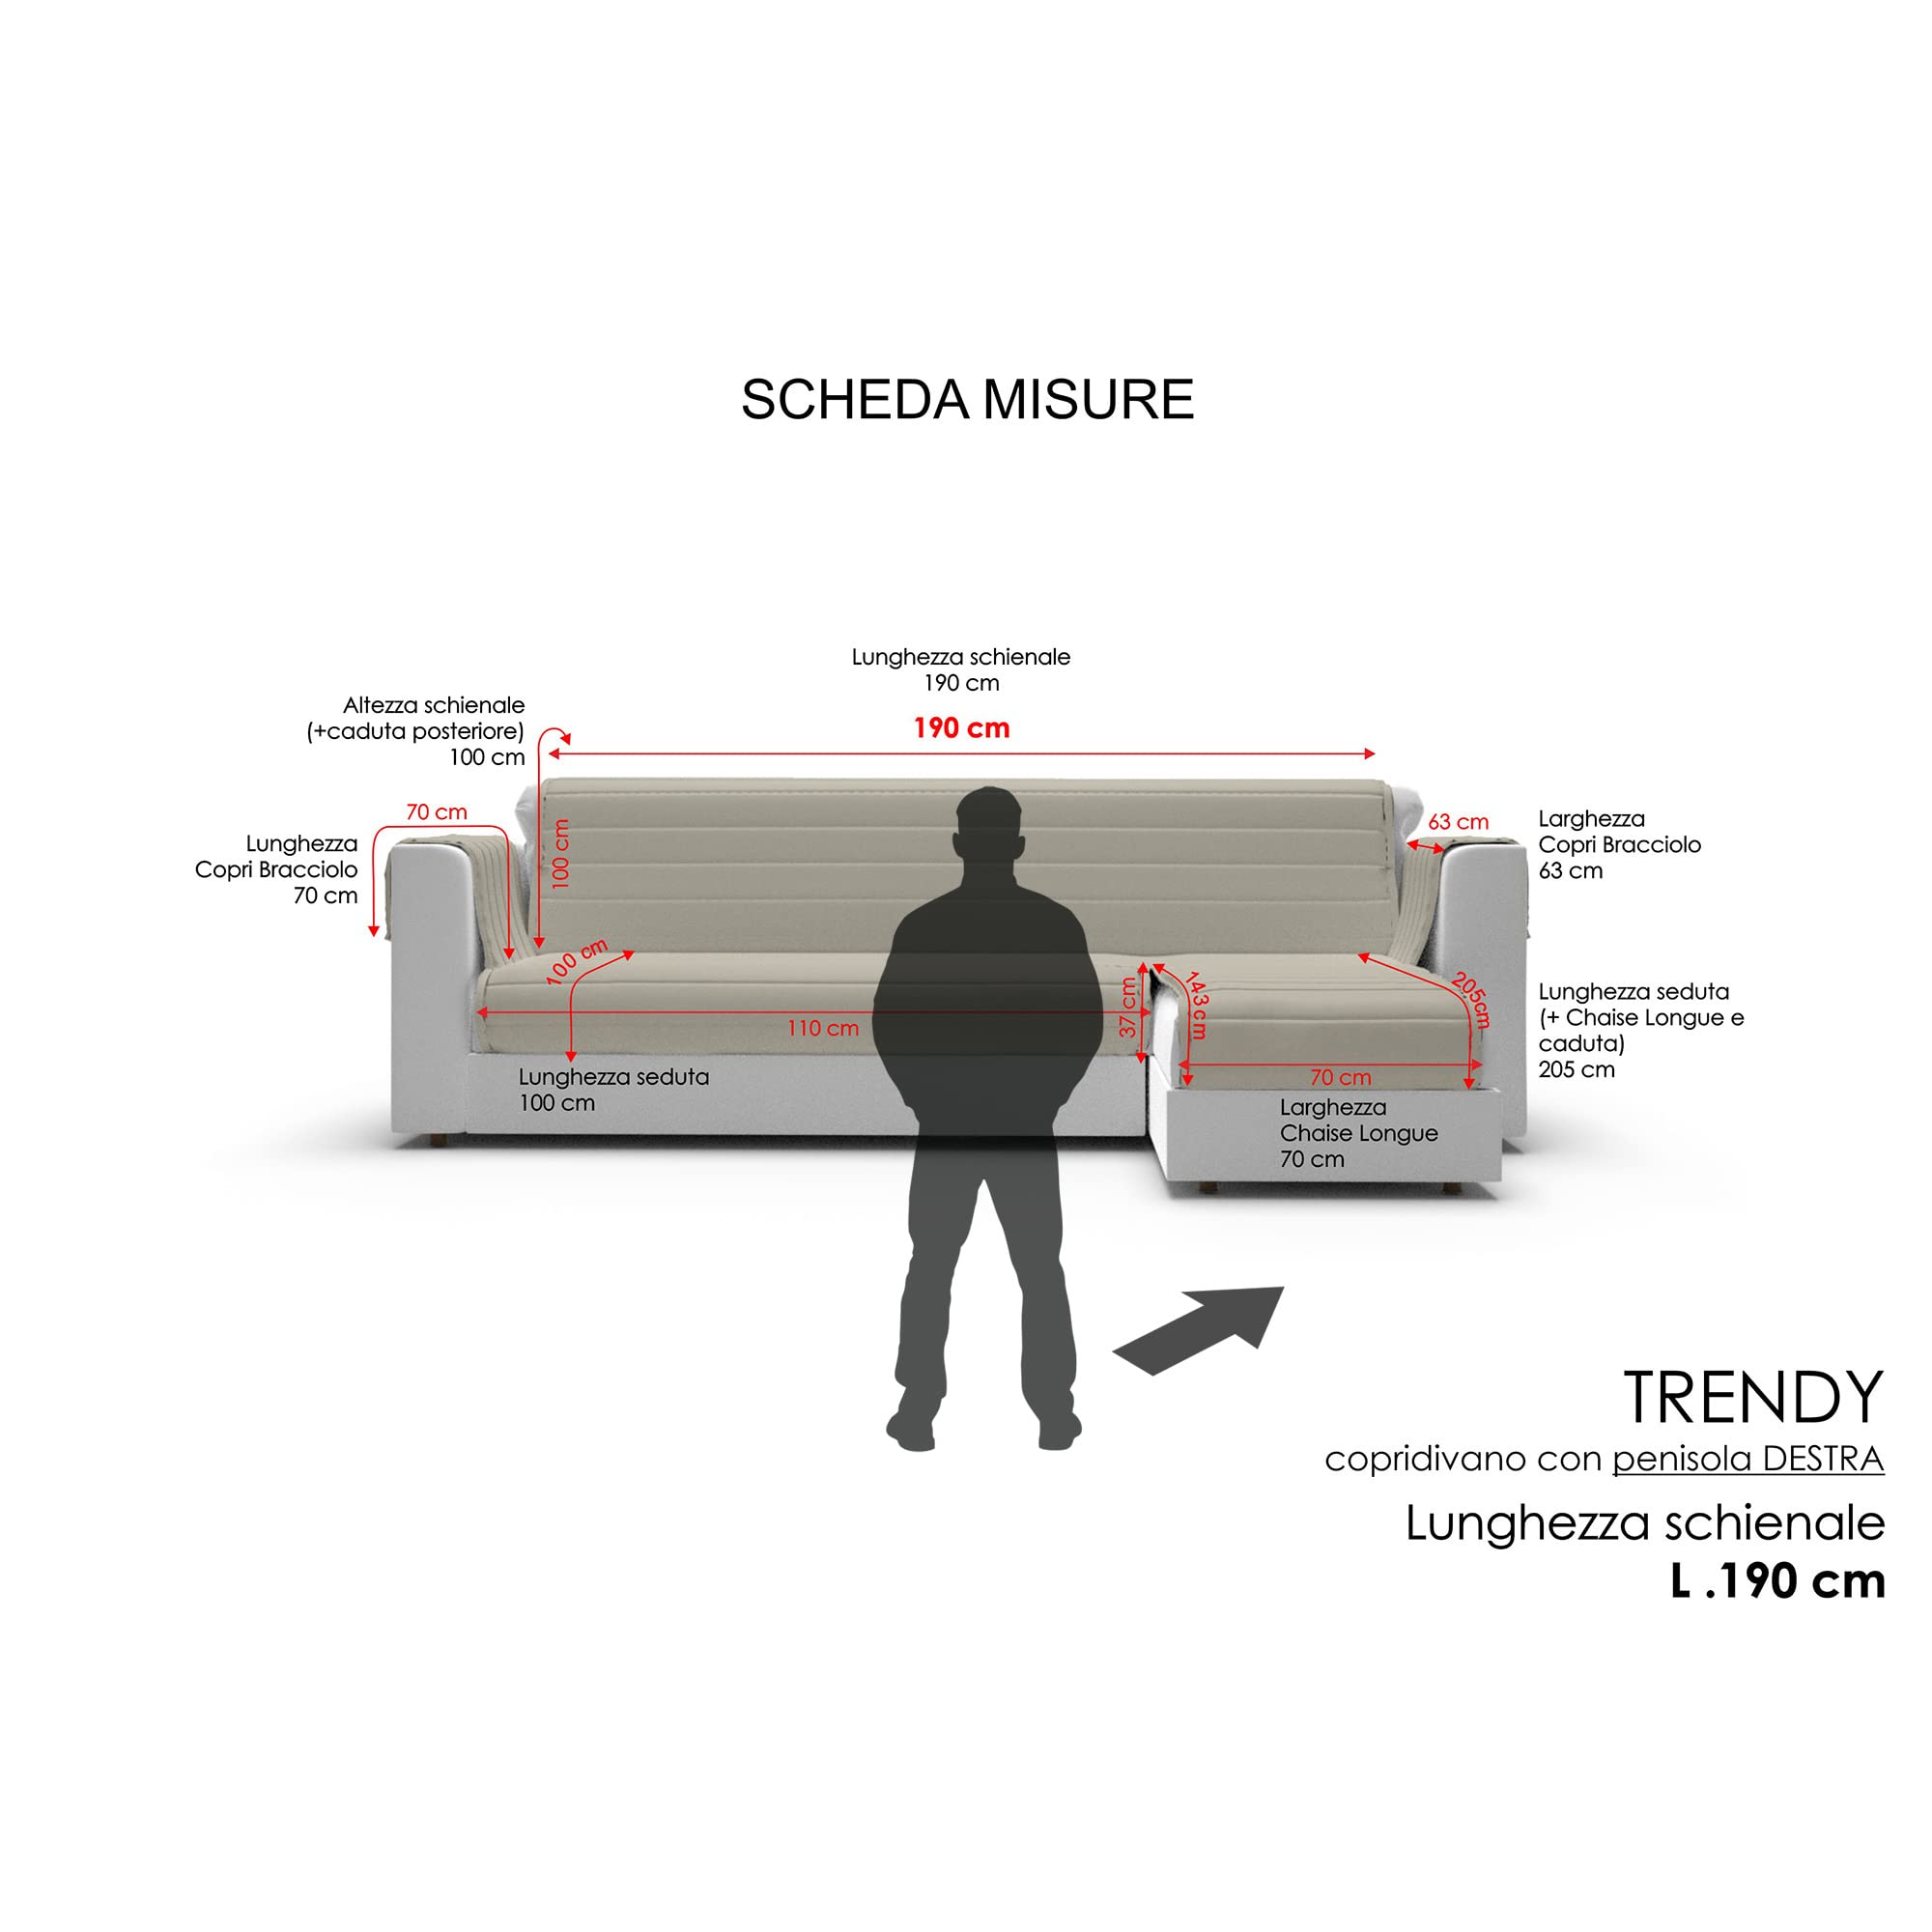 SCHEDA MISURE
Lunghezza schienale
190 cm
190 cm
Altezza schienale
(+caduta posteriore)
100 cm
70 cm
Lunghezza
Copri Bracciolo
70 cm
100 cm
63 cm
Larghezza
Copri Bracciolo
63 cm
100 cm
110 cm
37 cm
143cm
205cm
Lunghezza seduta
(+ Chaise Longue e
caduta)
205 cm
Lunghezza seduta
100 cm
70 cm
Larghezza
Chaise Longue
70 cm
TRENDY
copridivano con penisola DESTRA
Lunghezza schienale
L .190 cm